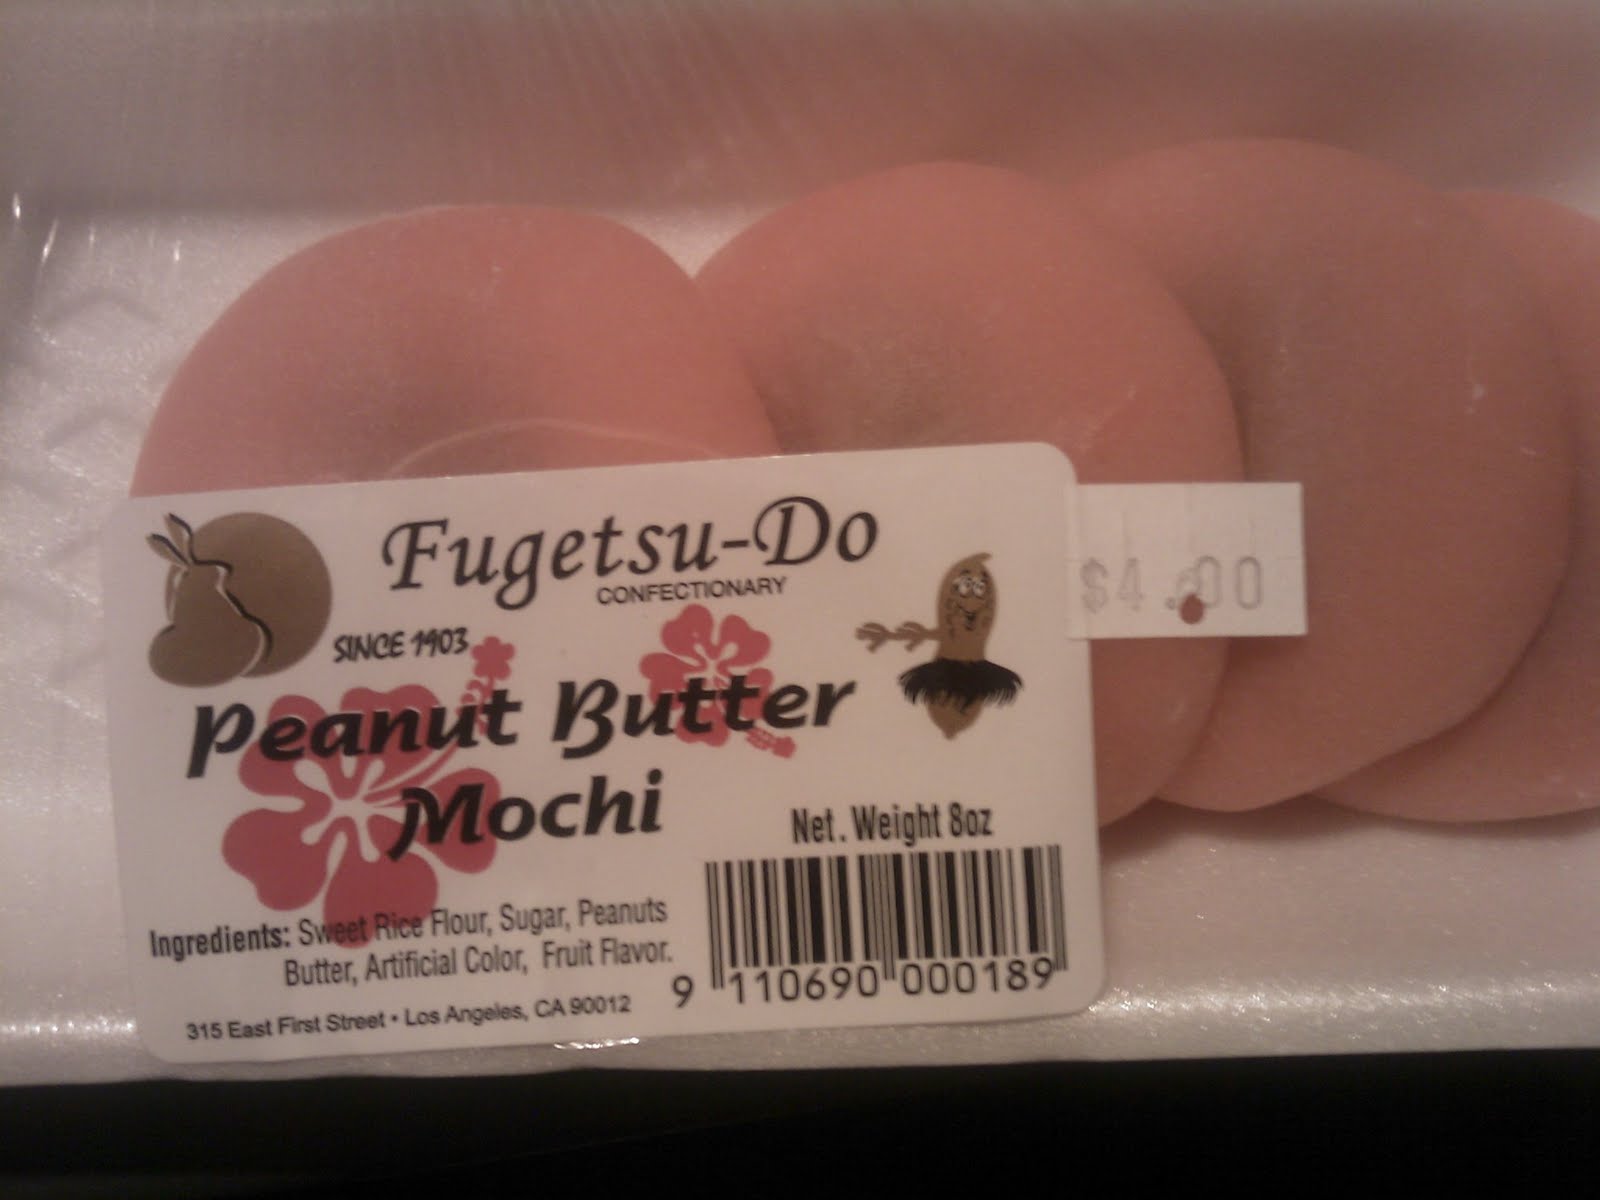 Fugetsu-Do
CONFECTIONARY
SINCE 1903
Peanut Butter
Mochi
$4.00
Net. Weight 8oz
Ingredients: Sweet Rice Flour, Sugar, Peanuts
Butter, Artificial Color, Fruit Flavor.
315 East First Street • Los Angeles, CA 90012
9 110690 000189